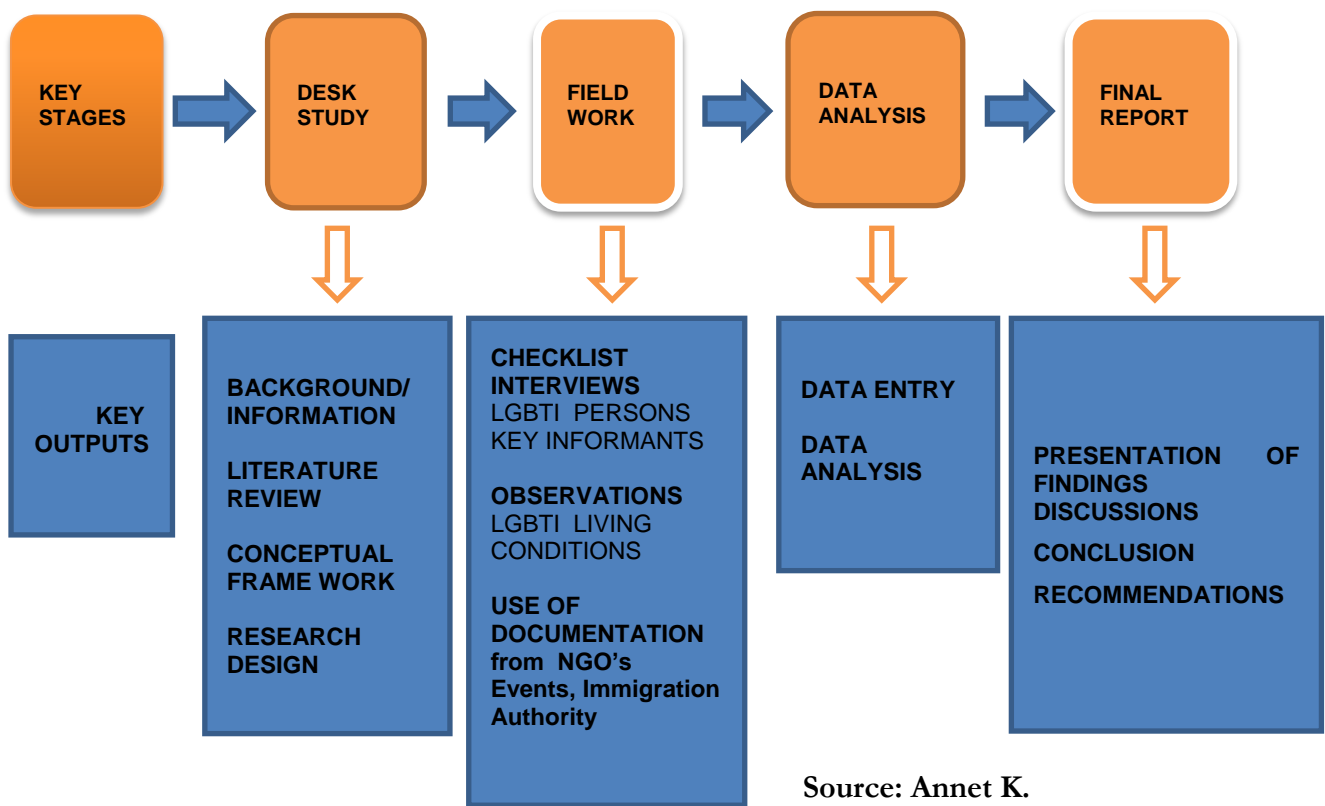 KEY
STAGES
DESK
STUDY
FIELD
WORK
DATA
ANALYSIS
FINAL
REPORT
KEY
OUTPUTS
BACKGROUND/
INFORMATION
LITERATURE
REVIEW
CONCEPTUAL
FRAME WORK
RESEARCH
DESIGN
CHECKLIST
INTERVIEWS
LGBTI PERSONS
KEY INFORMANTS
OBSERVATIONS
LGBTI LIVING
CONDITIONS
USE OF
DOCUMENTATION
from NGO’s
Events, Immigration
Authority
DATA ENTRY
DATA
ANALYSIS
PRESENTATION OF
FINDINGS
DISCUSSIONS
CONCLUSION
RECOMMENDATIONS
Source: Annet K.